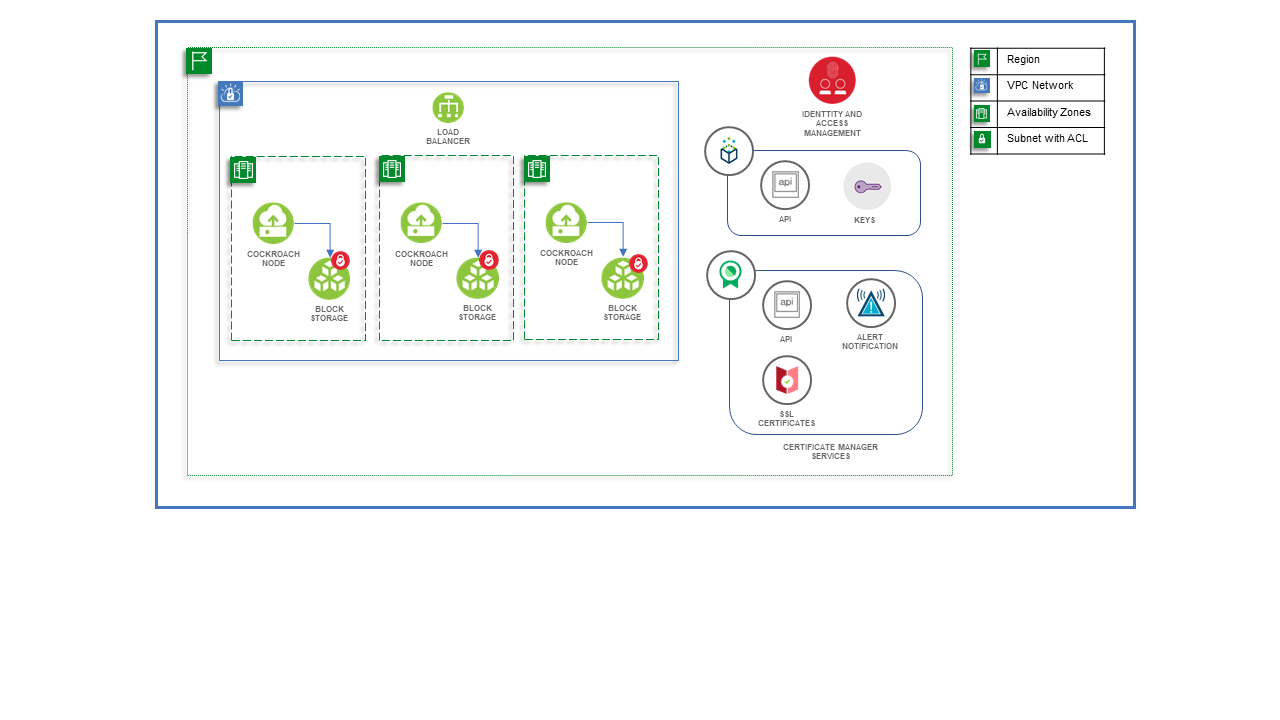 LOAD
BALANCER
COCKROACH
NODE
BLOCK
STORAGE
COCKROACH
NODE
BLOCK
STORAGE
COCKROACH
NODE
BLOCK
STORAGE
IDENTTITY AND
ACCESS
MANAGEMENT
api
API
KEYS
api
API
ALERT
NOTIFICATION
SSL
CERTIFICATES
CERTIFICATE MANAGER
SERVICES
Region
VPC Network
Availability Zones
Subnet with ACL